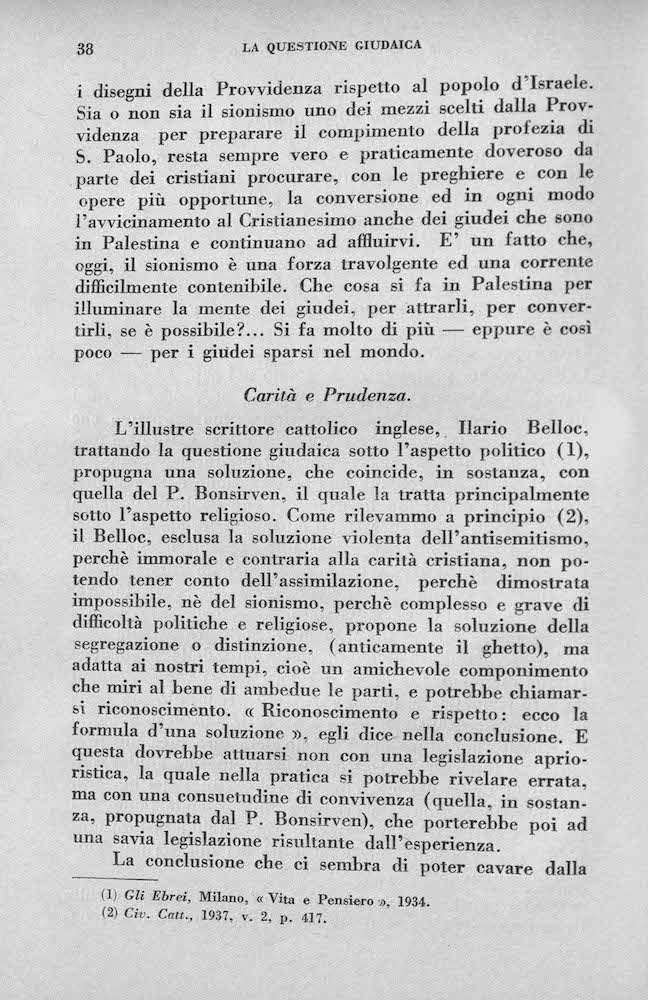 38
LA QUESTIONE GIUDAICA
i disegni della Provvidenza rispetto al popolo d'Israele.
Sia o non sia il sionismo uno dei mezzi scelti dalla Prov-
videnza per preparare il compimento della profezia di
S. Paolo, resta sempre vero e praticamente doveroso da
parte dei cristiani procurare, con le preghiere e con le
opere più opportune, la conversione ed in ogni modo
l'avvicinamento al Cristianesimo anche dei giudei che sono
in Palestina e continuano ad affluirvi. E' un fatto che,
oggi, il sionismo è una forza travolgente ed una corrente
difficilmente contenibile. Che cosa si fa in Palestina per
illuminare la mente dei giudei, per attrarli, per conver-
tirli, se è possibile?... Si fa molto di più — eppure è così
poco — per i giudei sparsi nel mondo.
Carità e Prudenza.
L'illustre scrittore cattolico inglese, Ilario Belloc,
trattando la questione giudaica sotto l'aspetto politico (1),
propugna una soluzione, che coincide, in sostanza, con
quella del P. Bonsirven, il quale la tratta principalmente
sotto l'aspetto religioso. Come rilevammo a principio (2),
il Belloc, esclusa la soluzione violenta dell'antisemitismo,
perchè immorale e contraria alla carità cristiana, non po-
tendo tener conto dell'assimilazione, perchè dimostrata
impossibile, nè del sionismo, perchè complesso e grave di
difficoltà politiche e religiose, propone la soluzione della
segregazione o distinzione, (anticamente il ghetto), ma
adatta ai nostri tempi, cioè un amichevole componimento
che miri al bene di ambedue le parti, e potrebbe chiamar-
si riconoscimento. « Riconoscimento e rispetto: ecco la
formula d'una soluzione », egli dice nella conclusione. E
questa dovrebbe attuarsi non con una legislazione aprio-
ristica, la quale nella pratica si potrebbe rivelare errata,
ma con una consuetudine di convivenza (quella, in sostan-
za, propugnata dal P. Bonsirven), che porterebbe poi ad
una savia legislazione risultante dall'esperienza.
La conclusione che ci sembra di poter cavare dalla
(1) Gli Ebrei, Milano, « Vita e Pensiero », 1934.
(2) Civ. Catt., 1937, v. 2, p. 417.